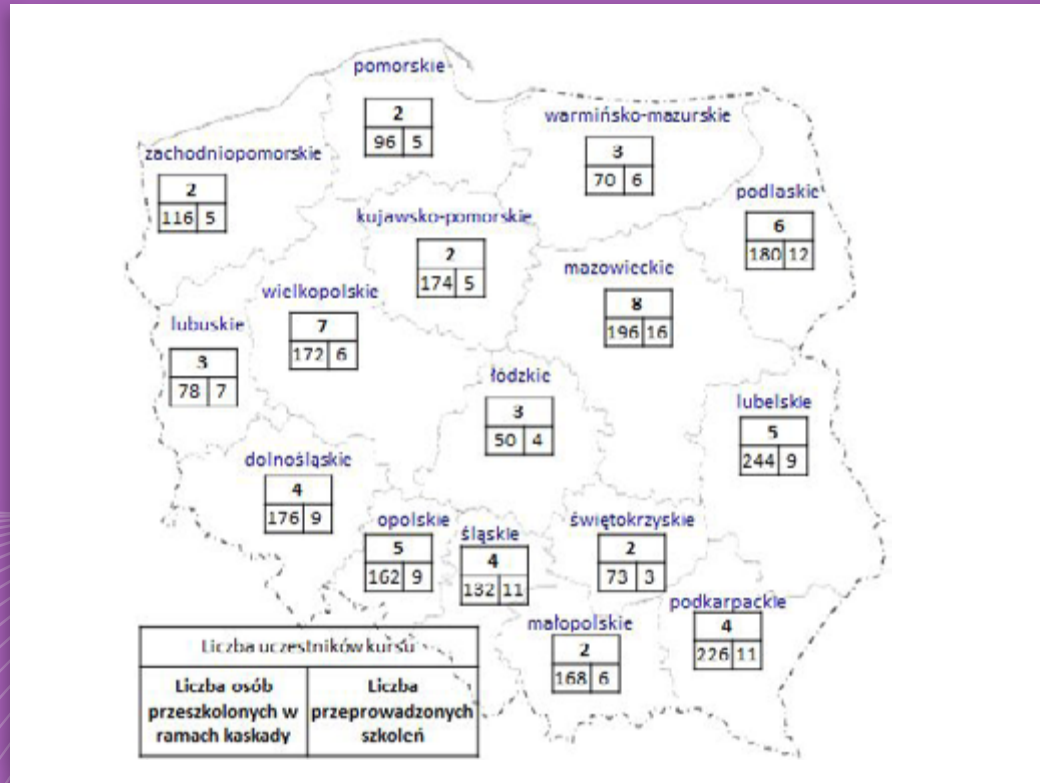 pomorskie
2
96 5
warmińsko-mazurskie
3
70 6
zachodniopomorskie
2
116 5
podlaskie
6
180 12
kujawsko-pomorskie
2
174 5
mazowieckie
8
196 16
wielkopolskie
7
172 6
lubuskie
3
78 7
łódzkie
3
50 4
lubelskie
5
244 9
dolnośląskie
4
176 9
opolskie
5
162 9
śląskie
4
132 11
świętokrzyskie
2
73 3
podkarpackie
4
226 11
małopolskie
2
168 6
Liczba uczestników kursu
Liczba osób
przeszkolonych w
ramach kaskady
Liczba
przeprowadzonych
szkoleń